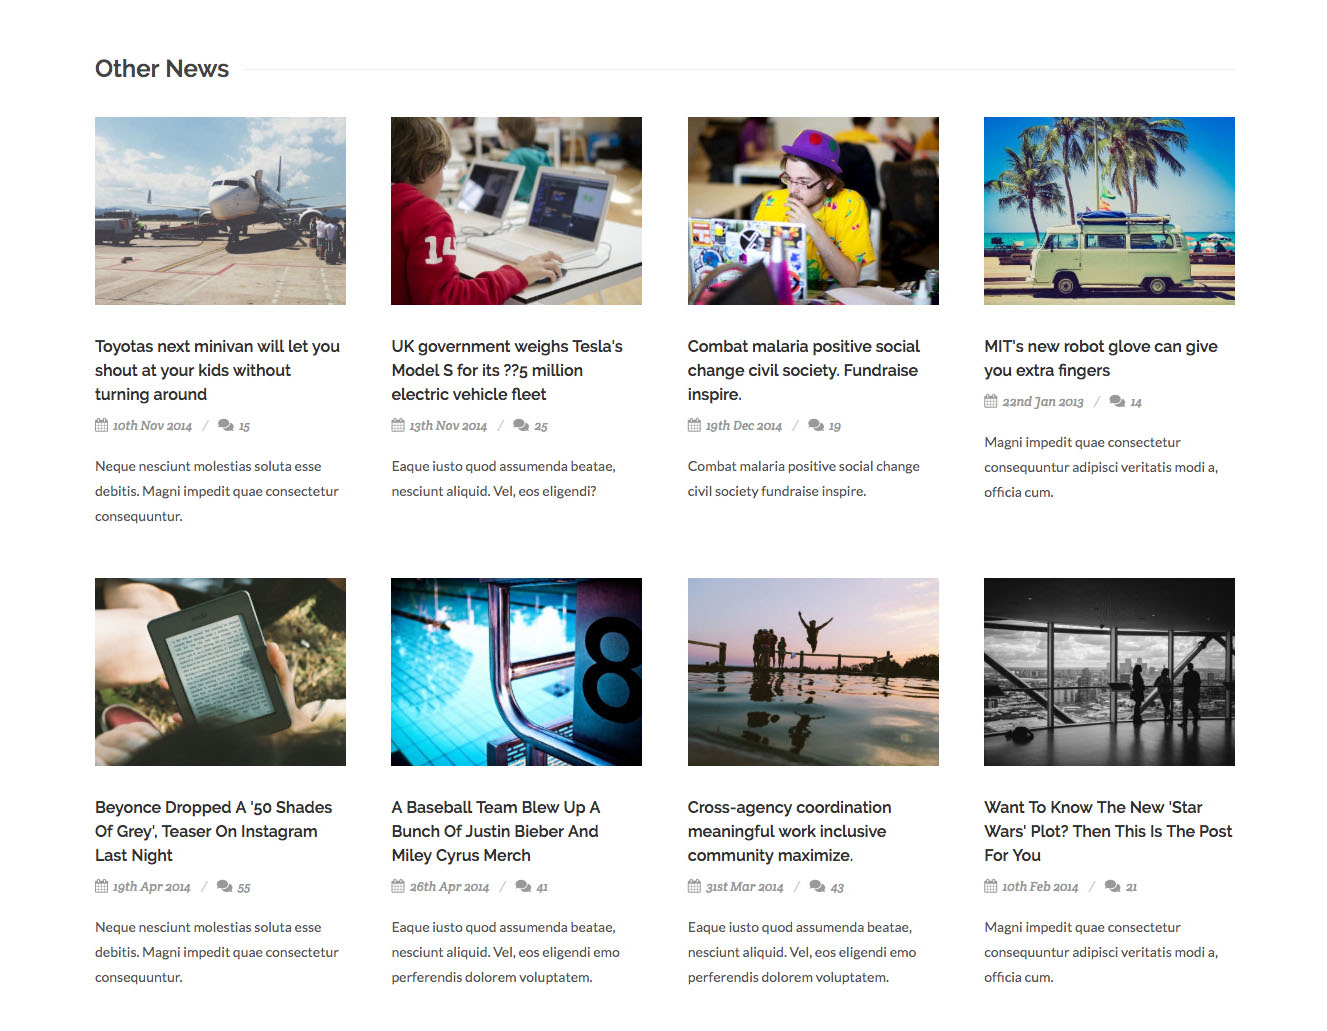 Other News
14
Toyotas next minivan will let you
shout at your kids without
turning around
10th Nov 2014 / 15
Neque nesciunt molestias soluta esse
debitis. Magni impedit quae consectetur
consequuntur.
UK government weighs Tesla's
Model S for its ??5 million
electric vehicle fleet
13th Nov 2014 / 25
Eaque iusto quod assumenda beatae,
nesciunt aliquid. Vel, eos eligendi?
Combat malaria positive social
change civil society. Fundraise
inspire.
19th Dec 2014 / 19
Combat malaria positive social change
civil society fundraise inspire.
MIT's new robot glove can give
you extra fingers
22nd Jan 2013 / 14
Magni impedit quae consectetur
consequuntur adipisci veritatis modi a,
officia cum.
8
Beyonce Dropped A '50 Shades
Of Grey', Teaser On Instagram
Last Night
19th Apr 2014 / 55
Neque nesciunt molestias soluta esse
debitis. Magni impedit quae consectetur
consequuntur.
A Baseball Team Blew Up A
Bunch Of Justin Bieber And
Miley Cyrus Merch
26th Apr 2014 / 41
Eaque iusto quod assumenda beatae,
nesciunt aliquid. Vel, eos eligendi emo
perferendis dolorem voluptatem.
Cross-agency coordination
meaningful work inclusive
community maximize.
31st Mar 2014 / 43
Eaque iusto quod assumenda beatae,
nesciunt aliquid. Vel, eos eligendi emo
perferendis dolorem voluptatem.
Want To Know The New 'Star
Wars' Plot? Then This Is The Post
For You
10th Feb 2014 / 21
Magni impedit quae consectetur
consequuntur adipisci veritatis modi a,
officia cum.